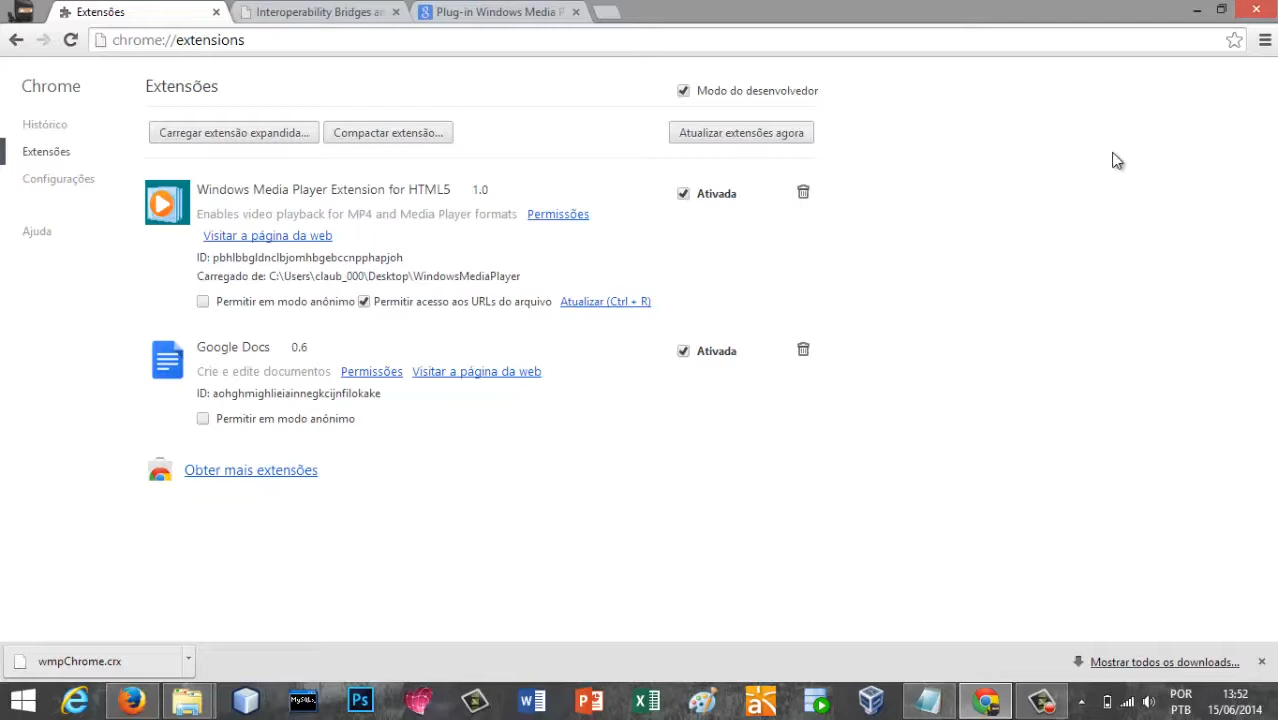 Extensões
Interoperability Bridges an
Plug-in Windows Media P
chrome://extensions
Chrome
Histórico
Extensões
Configurações
Ajuda
Extensões
Modo do desenvolvedor
Carregar extensão expandida...
Compactar extensão...
Atualizar extensões agora
Windows Media Player Extension for HTML5 1.0
Ativada
Enables video playback for MP4 and Media Player formats Permissões
Visitar a página da web
ID: pbhlbbgldnclbjomhbgebccnpphapjoh
Carregado de: C:\Users\claub_000\Desktop\WindowsMediaPlayer
Permitir em modo anônimo Permitir acesso aos URLs do arquivo Atualizar (Ctrl + R)
Google Docs 0.6
Ativada
Crie e edite documentos Permissões Visitar a página da web
ID: aohghmighlieiainnegkcijnfilokake
Permitir em modo anônimo
Obter mais extensões
wmpChrome.crx
Mostrar todos os downloads...
MySQL
Ps
POR
PTB
13:52
15/06/2014